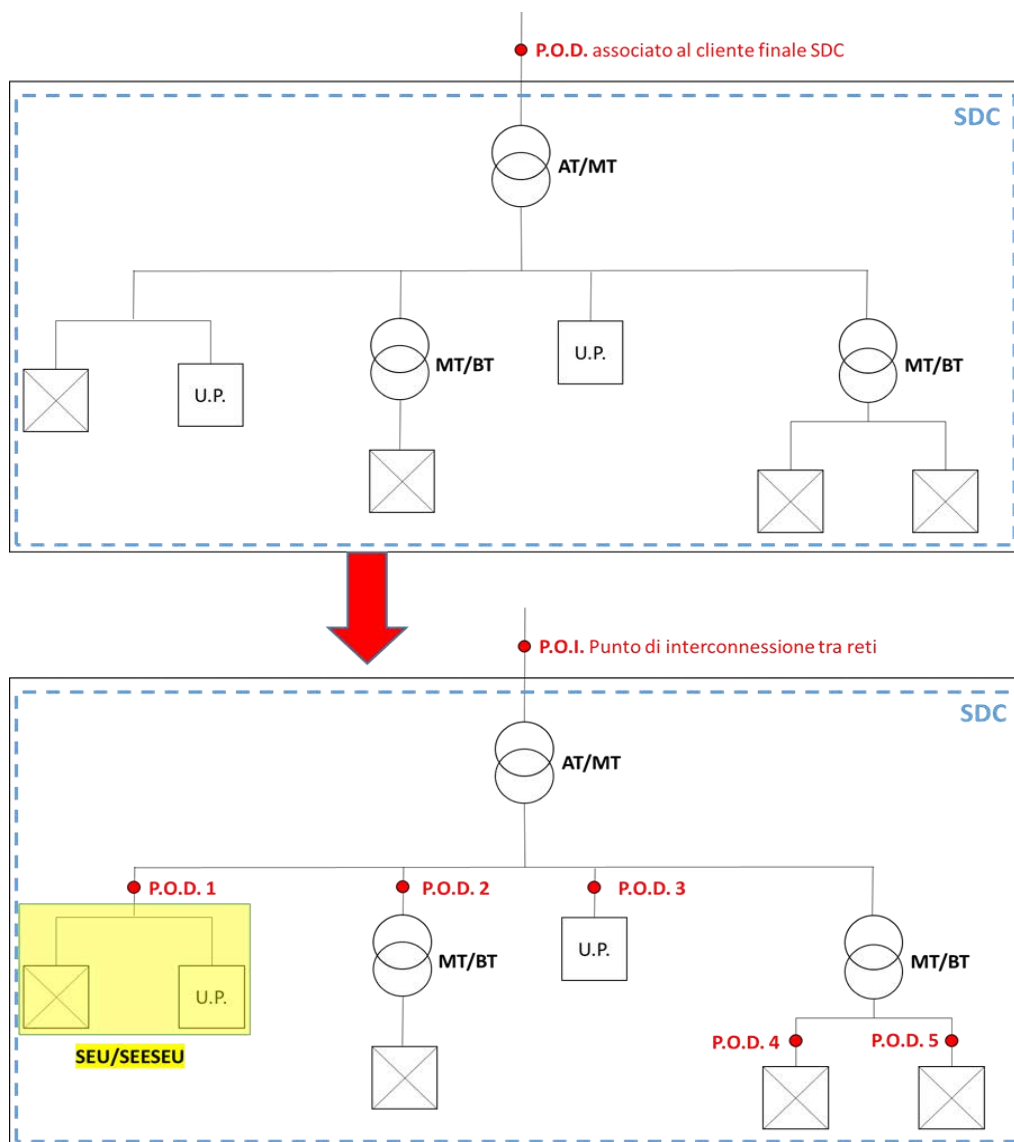 P.O.D. associato al cliente finale SDC
SDC
AT/MT
MT/BT
U.P.
MT/BT
U.P.
P.O.I. Punto di interconnessione tra reti
SDC
AT/MT
P.O.D. 1
P.O.D. 2
P.O.D. 3
U.P.
MT/BT
MT/BT
U.P.
P.O.D. 4
P.O.D. 5
SEU/SEESEU